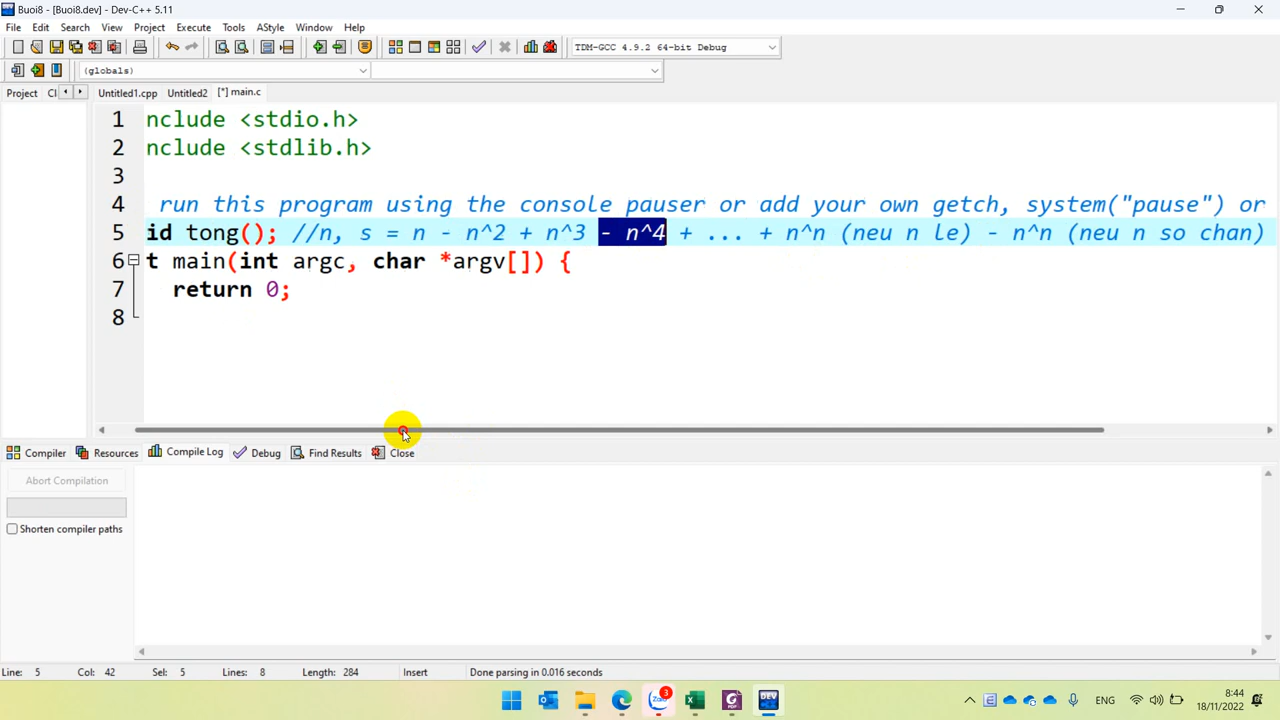 Buoi8 - [Buoi8.dev] - Dev-C++ 5.11
File Edit Search View Project Execute Tools AStyle Window Help
TDM-GCC 4.9.2 64-bit Debug
(globals)
Project Cl Untitled1.cpp Untitled2 [*] main.c
1 nclude <stdio.h>
2 nclude <stdlib.h>
3
4 run this program using the console pauser or add your own getch, system("pause") or
5 id tong(); //n, s = n - n^2 + n^3 - n^4 + ... + n^n (neu n le) - n^n (neu n so chan)
6 t main(int argc, char *argv[]) {
7 return 0;
8
Compiler Resources Compile Log Debug Find Results Close
Abort Compilation
Shorten compiler paths
Line: 5 Col: 42 Sel: 5 Lines: 8 Length: 284 Insert Done parsing in 0.016 seconds
3
DEV
PDF
ENG
8:44
18/11/2022